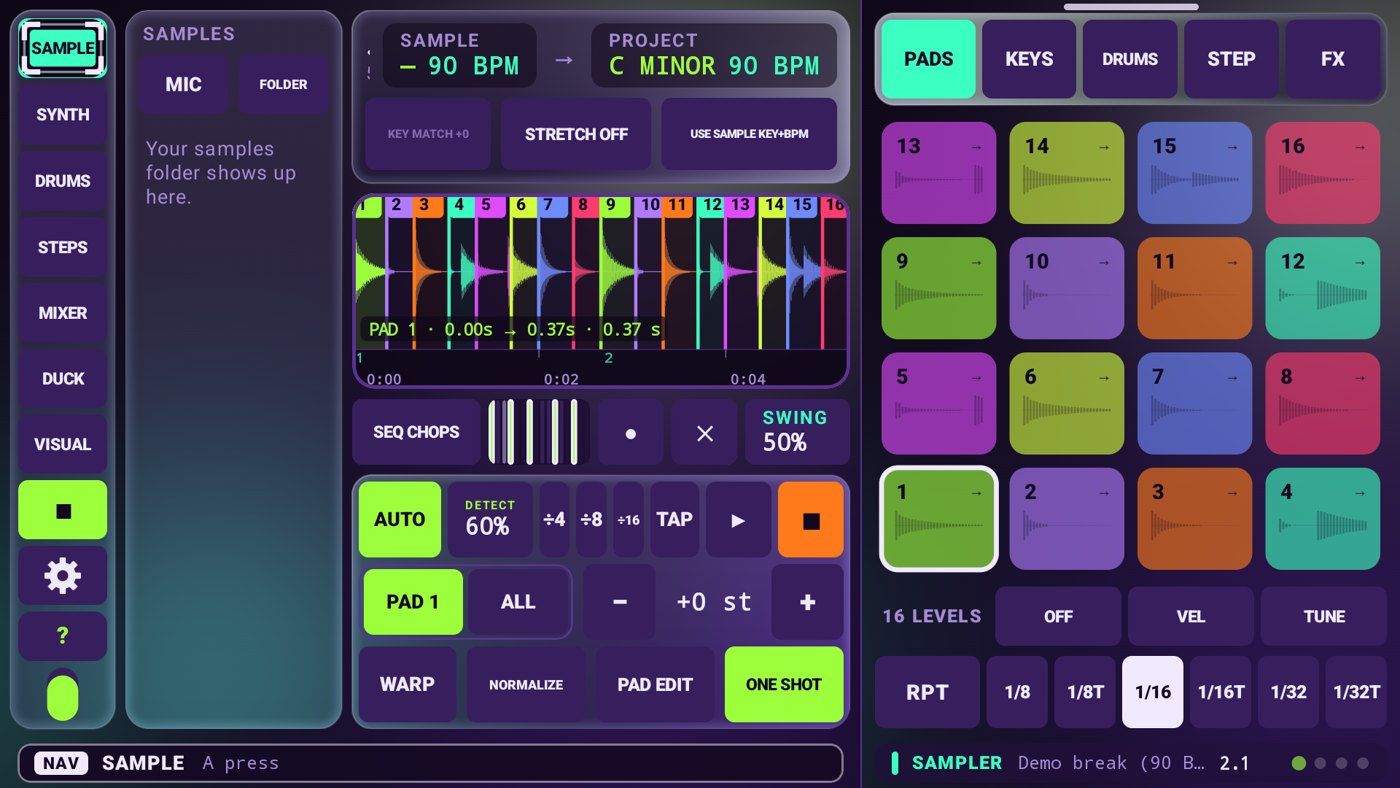 SAMPLE
SYNTH
DRUMS
STEPS
MIXER
DUCK
VISUAL
?
SAMPLES
MIC
FOLDER
Your samples
folder shows up
here.
SAMPLE
— 90 BPM
→
PROJECT
C MINOR 90 BPM
KEY MATCH +0
STRETCH OFF
USE SAMPLE KEY+BPM
1 2 3 4 5 6 7 8 9 10 11 12 13 14 15 16
PAD 1 · 0.00s → 0.37s · 0.37 s
1 2
0:00 0:02 0:04
SEQ CHOPS
SWING
50%
AUTO
DETECT
60%
÷4
÷8
÷16
TAP
PAD 1
ALL
− +0 st +
WARP
NORMALIZE
PAD EDIT
ONE SHOT
NAV SAMPLE A press
PADS
KEYS
DRUMS
STEP
FX
13 → 14 → 15 → 16 →
9 → 10 → 11 → 12 →
5 → 6 → 7 → 8 →
1 → 2 → 3 → 4 →
16 LEVELS OFF VEL TUNE
RPT 1/8 1/8T 1/16 1/16T 1/32 1/32T
SAMPLER Demo break (90 B… 2.1